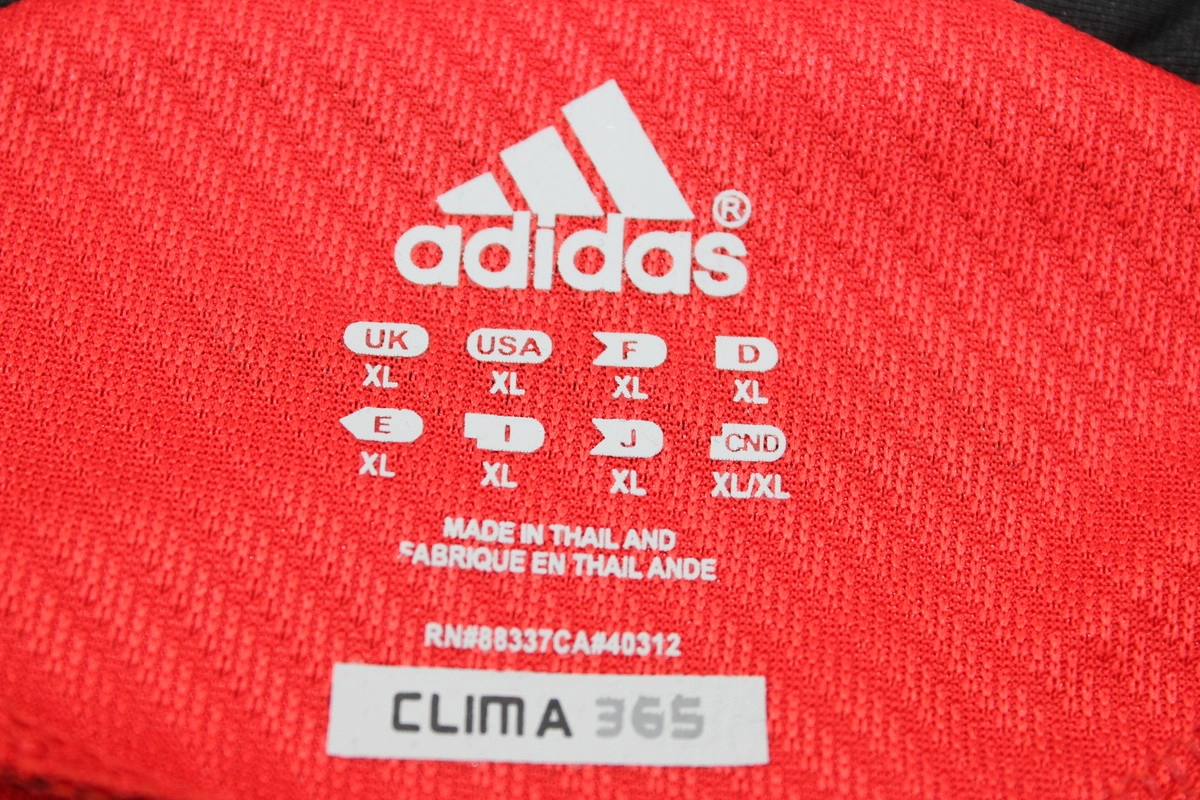 adidas®
UK USA F D
XL XL XL XL
E I J CND
XL XL XL XL/XL
MADE IN THAILAND
FABRIQUE EN THAILANDE
RN#88337CA#40312
CLIMA 365